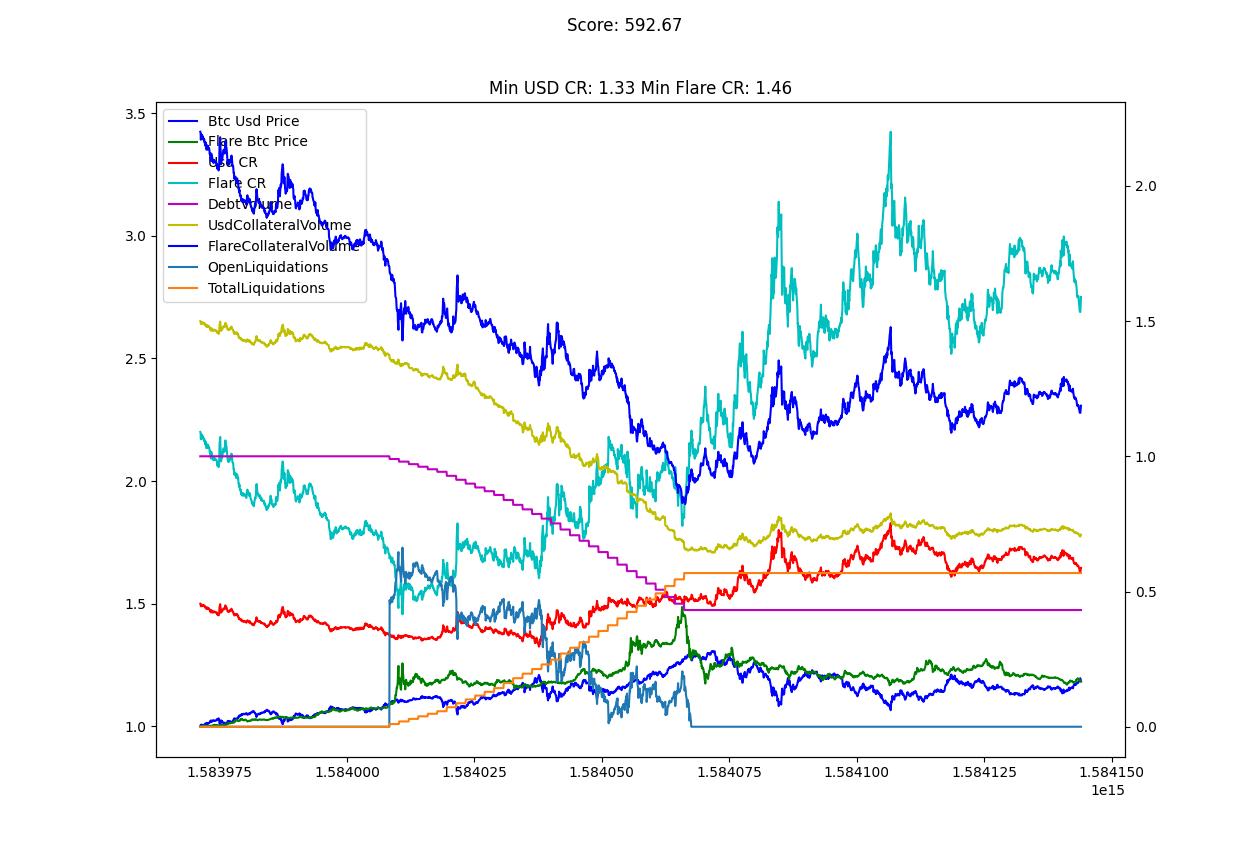 Score: 592.67
Min USD CR: 1.33 Min Flare CR: 1.46
Btc Usd Price
Flare Btc Price
Usd CR
Flare CR
DebtVolume
UsdCollateralVolume
FlareCollateralVolume
OpenLiquidations
TotalLiquidations
3.5
3.0
2.5
2.0
1.5
1.0
2.0
1.5
1.0
0.5
0.0
1.583975 1.584000 1.584025 1.584050 1.584075 1.584100 1.584125 1.584150
1e15